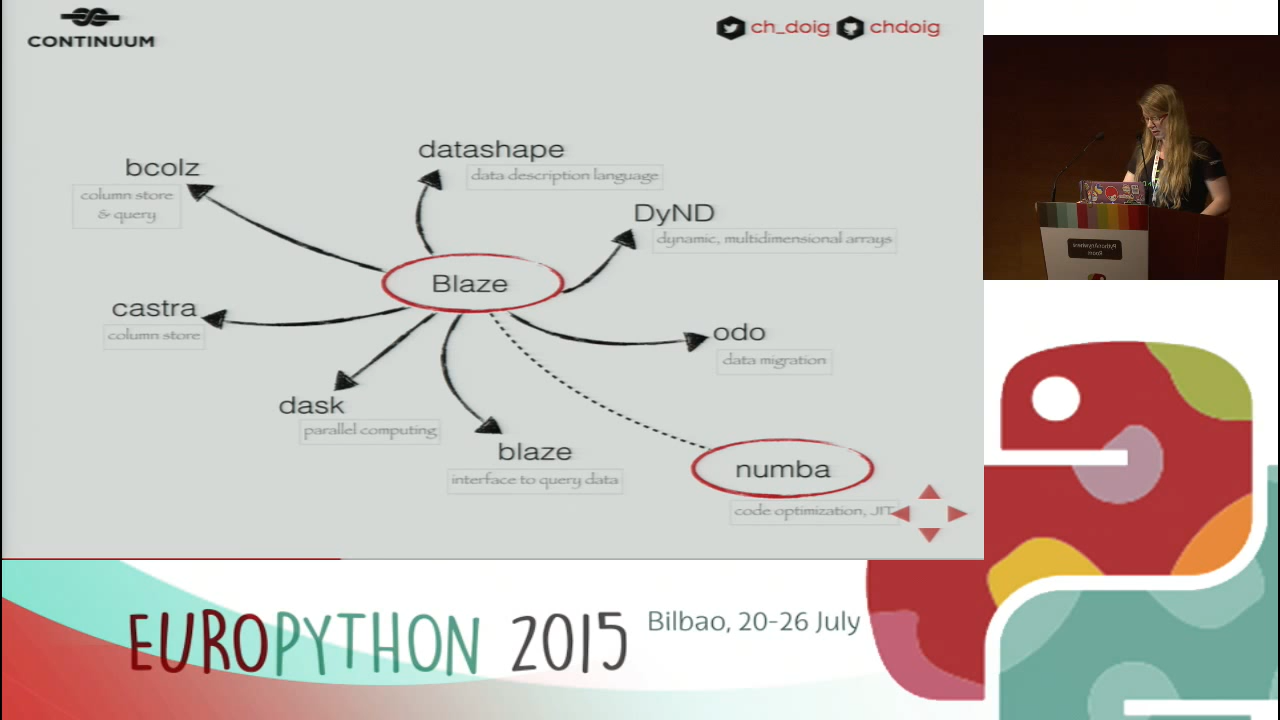 CONTINUUM
ch_doig chdoig
datashape
data description language
bcolz
column store
& query
DyND
dynamic, multidimensional arrays
Blaze
castra
column store
odo
data migration
dask
parallel computing
blaze
interface to query data
numba
code optimization, JIT
PythonAnywhere
Room
EUROPYTHON 2015
Bilbao, 20-26 July